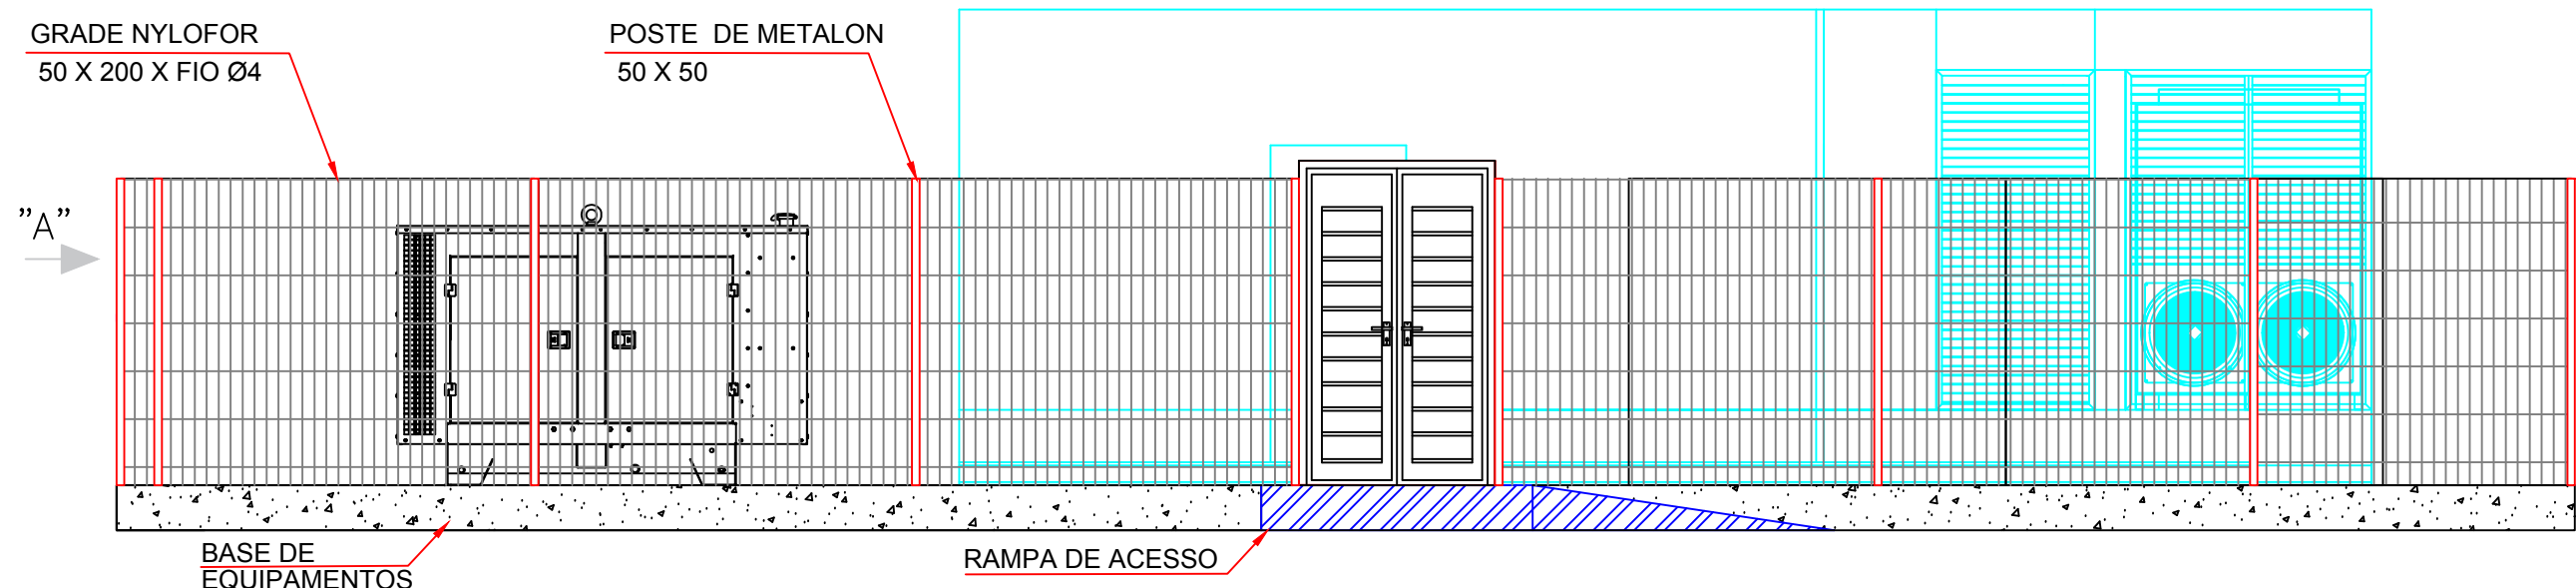 GRADE NYLOFOR
50 X 200 X FIO Ø4
POSTE DE METALON
50 X 50
”A”
BASE DE
EQUIPAMENTOS
RAMPA DE ACESSO